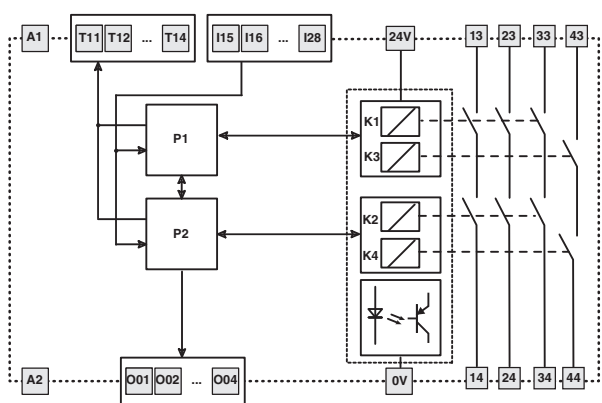 A1 T11 T12 ... T14 I15 I16 ... I28 24V 13 23 33 43
P1 K1
K3
P2 K2
K4
A2 O01 O02 ... O04 0V 14 24 34 44